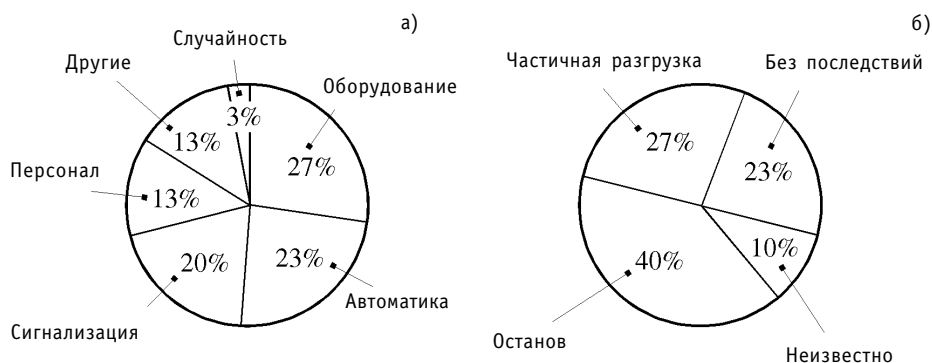 а)
Случайность
Другие
Оборудование
3%
13%
27%
Персонал
13%
20%
23%
Автоматика
Сигнализация
б)
Частичная разгрузка
Без последствий
27%
23%
10%
40%
Останов
Неизвестно